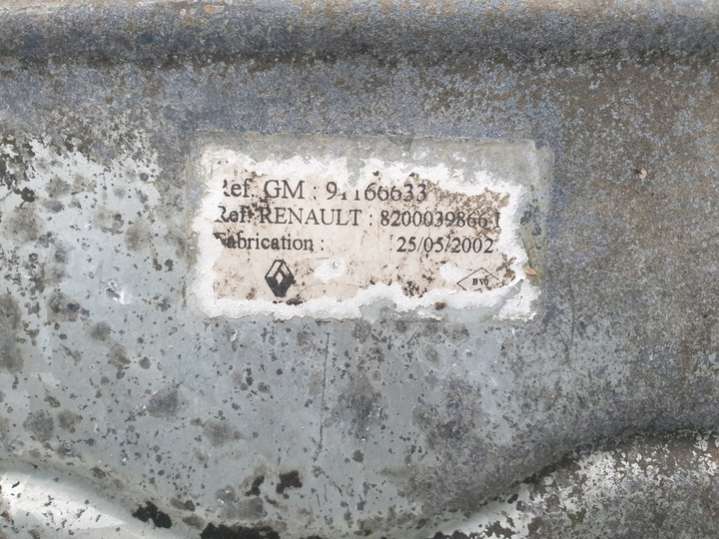 Ref. GM : 91166633
Ref. RENAULT : 8200039866
Fabrication : 25/05/2002